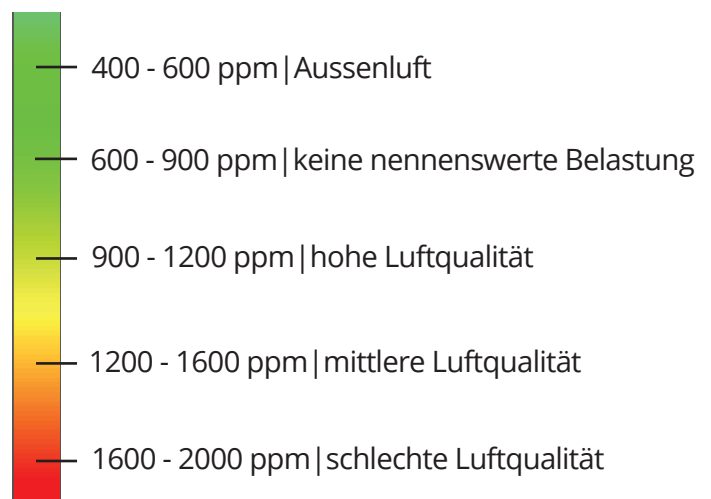 400 - 600 ppm|Aussenluft
600 - 900 ppm|keine nennenswerte Belastung
900 - 1200 ppm|hohe Luftqualität
1200 - 1600 ppm|mittlere Luftqualität
1600 - 2000 ppm|schlechte Luftqualität